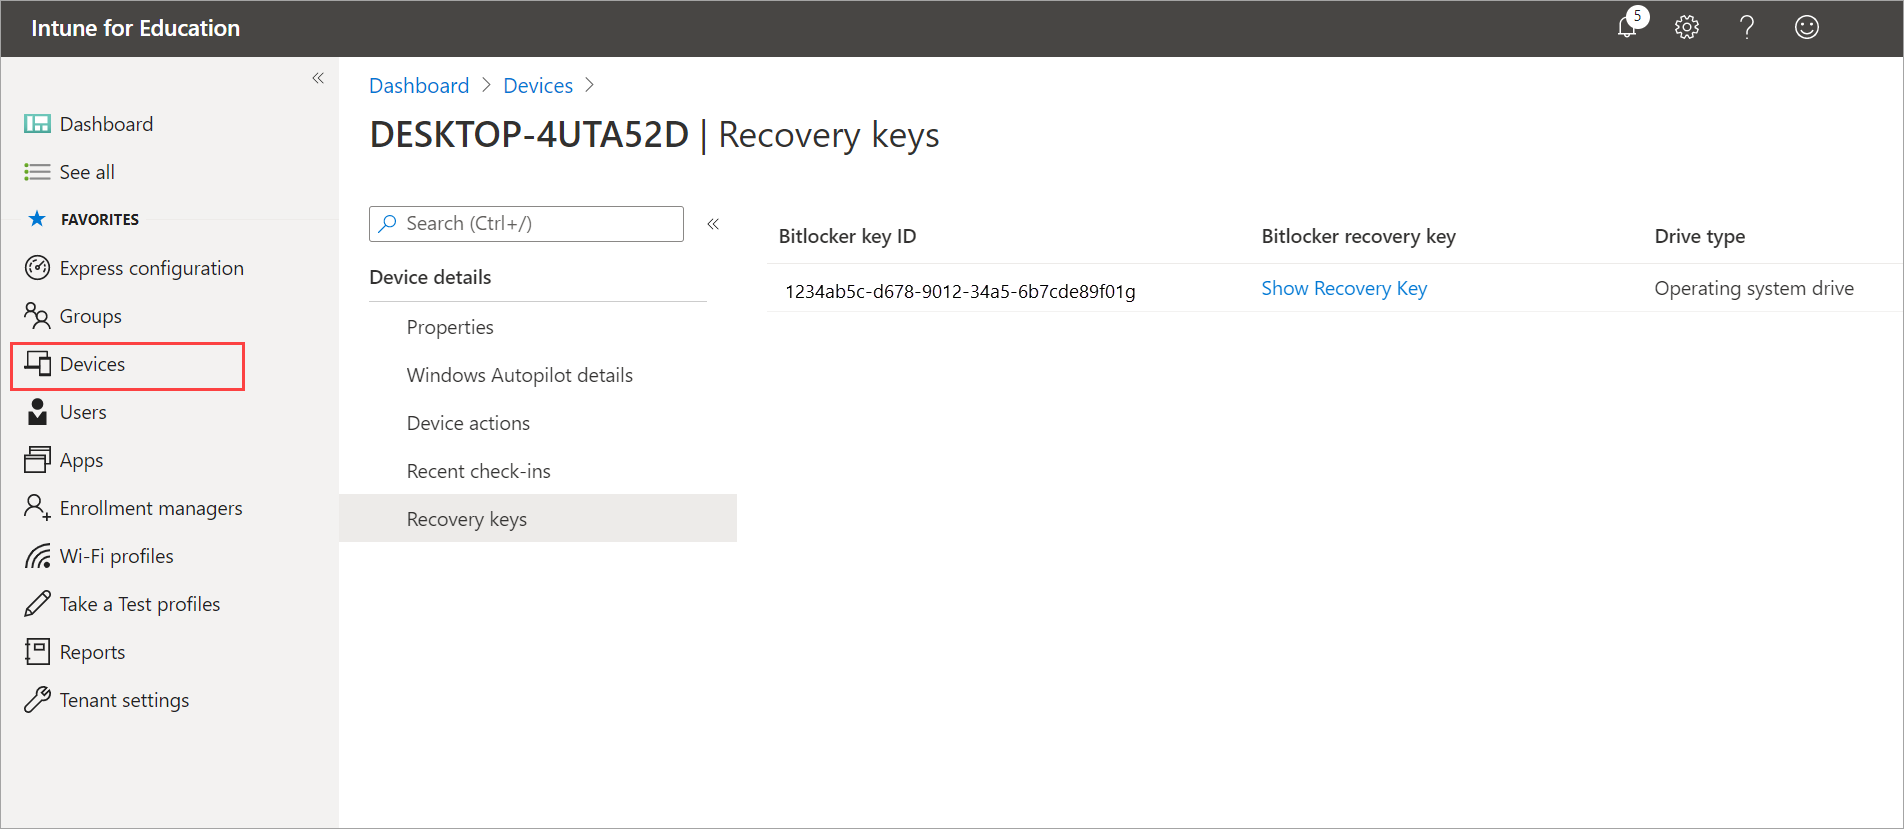 Intune for Education
5
Dashboard
See all
FAVORITES
Express configuration
Groups
Devices
Users
Apps
Enrollment managers
Wi-Fi profiles
Take a Test profiles
Reports
Tenant settings
Dashboard > Devices >
DESKTOP-4UTA52D | Recovery keys
Search (Ctrl+/)
Device details
Properties
Windows Autopilot details
Device actions
Recent check-ins
Recovery keys
Bitlocker key ID Bitlocker recovery key Drive type
1234ab5c-d678-9012-34a5-6b7cde89f01g Show Recovery Key Operating system drive